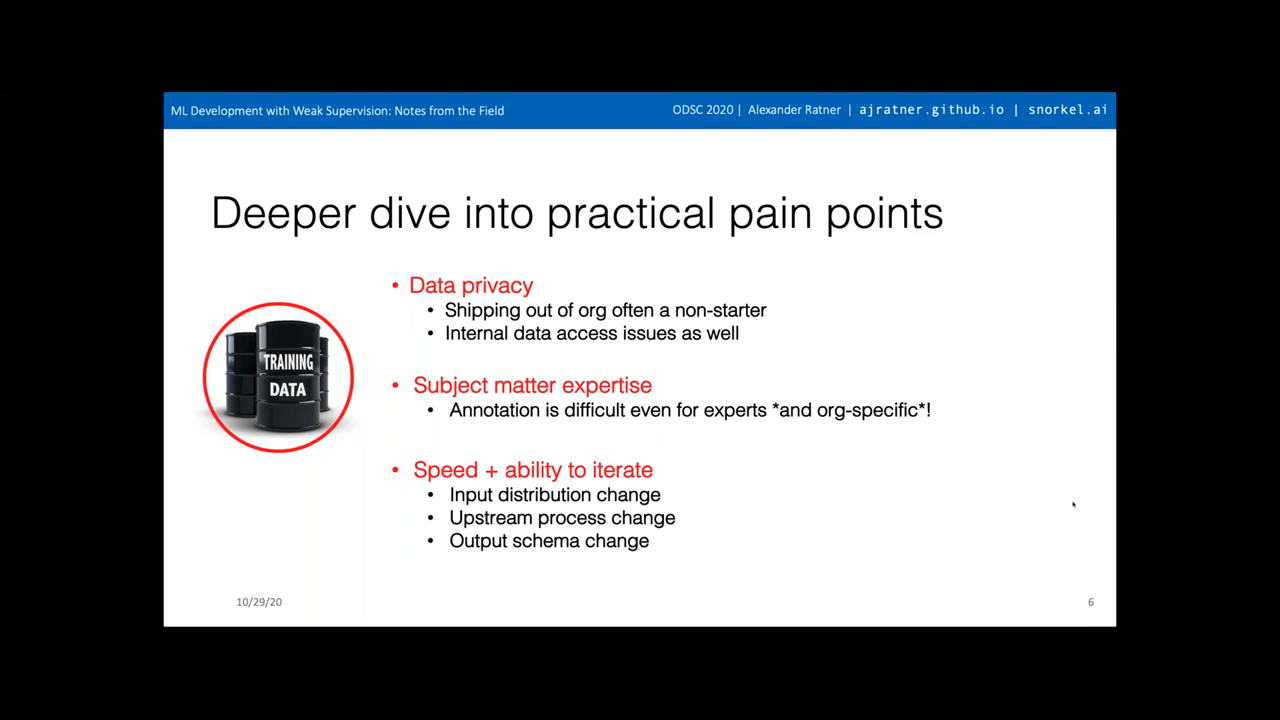 ML Development with Weak Supervision: Notes from the Field
ODSC 2020 | Alexander Ratner | ajratner.github.io | snorkel.ai
Deeper dive into practical pain points
TRAINING
DATA
• Data privacy
• Shipping out of org often a non-starter
• Internal data access issues as well
• Subject matter expertise
• Annotation is difficult even for experts *and org-specific*!
• Speed + ability to iterate
• Input distribution change
• Upstream process change
• Output schema change
10/29/20
6